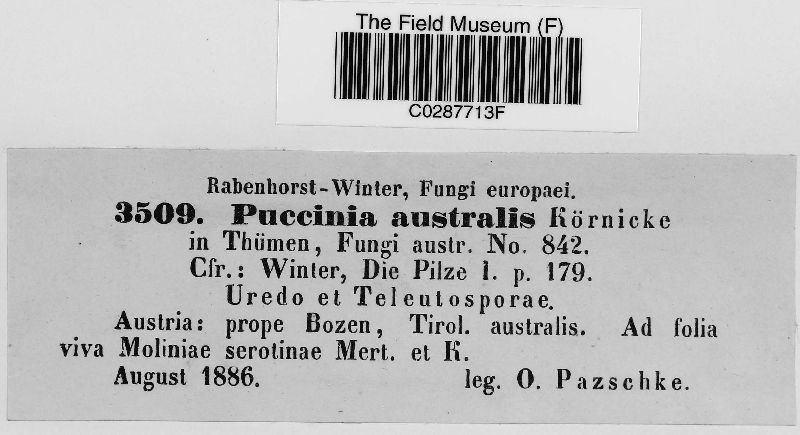 The Field Museum (F)
C0287713F
Rabenhorst-Winter, Fungi europaei.
3509. Puccinia australis Körnicke
in Thümen, Fungi austr. No. 842.
Cfr.: Winter, Die Pilze I. p. 179.
Uredo et Teleutosporae.
Austria: prope Bozen, Tirol. australis. Ad folia
viva Moliniae serotinae Mert. et K.
August 1886. leg. O. Pazschke.